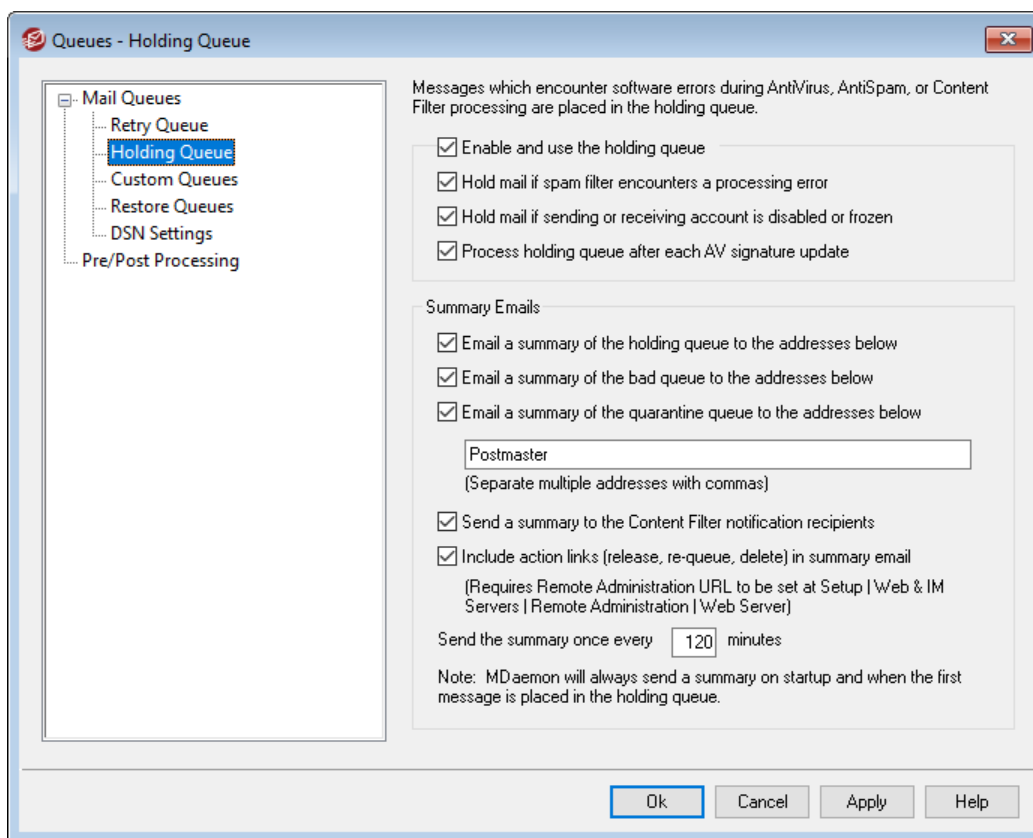 Queues - Holding Queue
Mail Queues
Retry Queue
Holding Queue
Custom Queues
Restore Queues
DSN Settings
Pre/Post Processing
Messages which encounter software errors during AntiVirus, AntiSpam, or Content
Filter processing are placed in the holding queue.
Enable and use the holding queue
Hold mail if spam filter encounters a processing error
Hold mail if sending or receiving account is disabled or frozen
Process holding queue after each AV signature update
Summary Emails
Email a summary of the holding queue to the addresses below
Email a summary of the bad queue to the addresses below
Email a summary of the quarantine queue to the addresses below
Postmaster
(Separate multiple addresses with commas)
Send a summary to the Content Filter notification recipients
Include action links (release, re-queue, delete) in summary email
(Requires Remote Administration URL to be set at Setup | Web & IM
Servers | Remote Administration | Web Server)
Send the summary once every 120 minutes
Note: MDaemon will always send a summary on startup and when the first
message is placed in the holding queue.
Ok Cancel Apply Help